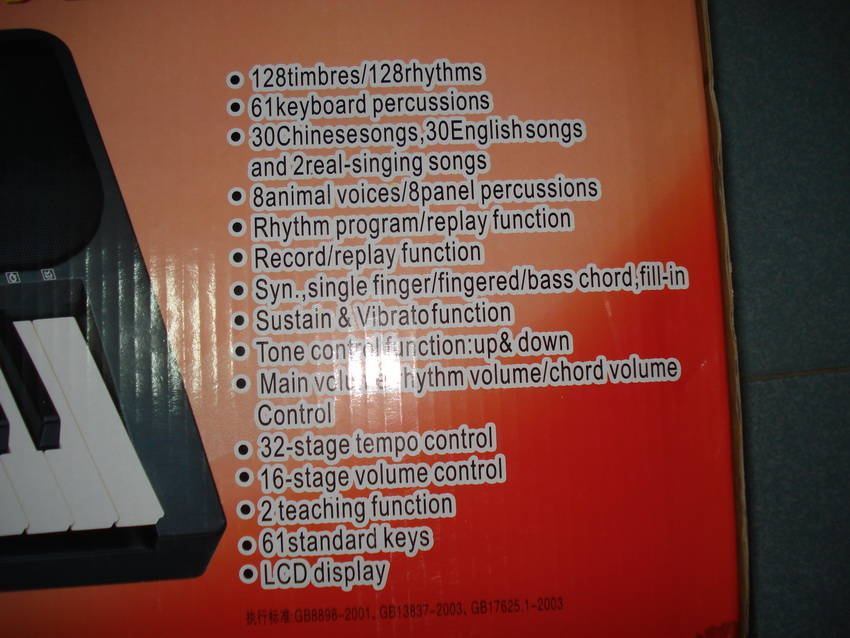 • 128timbres/128rhythms
• 61keyboard percussions
• 30Chinesesongs,30Englishsongs
and 2real-singing songs
• 8animal voices/8panel percussions
• Rhythm program/replay function
• Record/replay function
• Syn.,single finger/fingered/bass chord,fill-in
• Sustain & Vibratofunction
• Tone control function:up& down
• Main volume/rhythm volume/chord volume
Control
• 32-stage tempo control
• 16-stage volume control
• 2 teaching function
• 61standard keys
• LCD display
执行标准:GB8898-2001、GB13837-2003、GB17625.1-2003